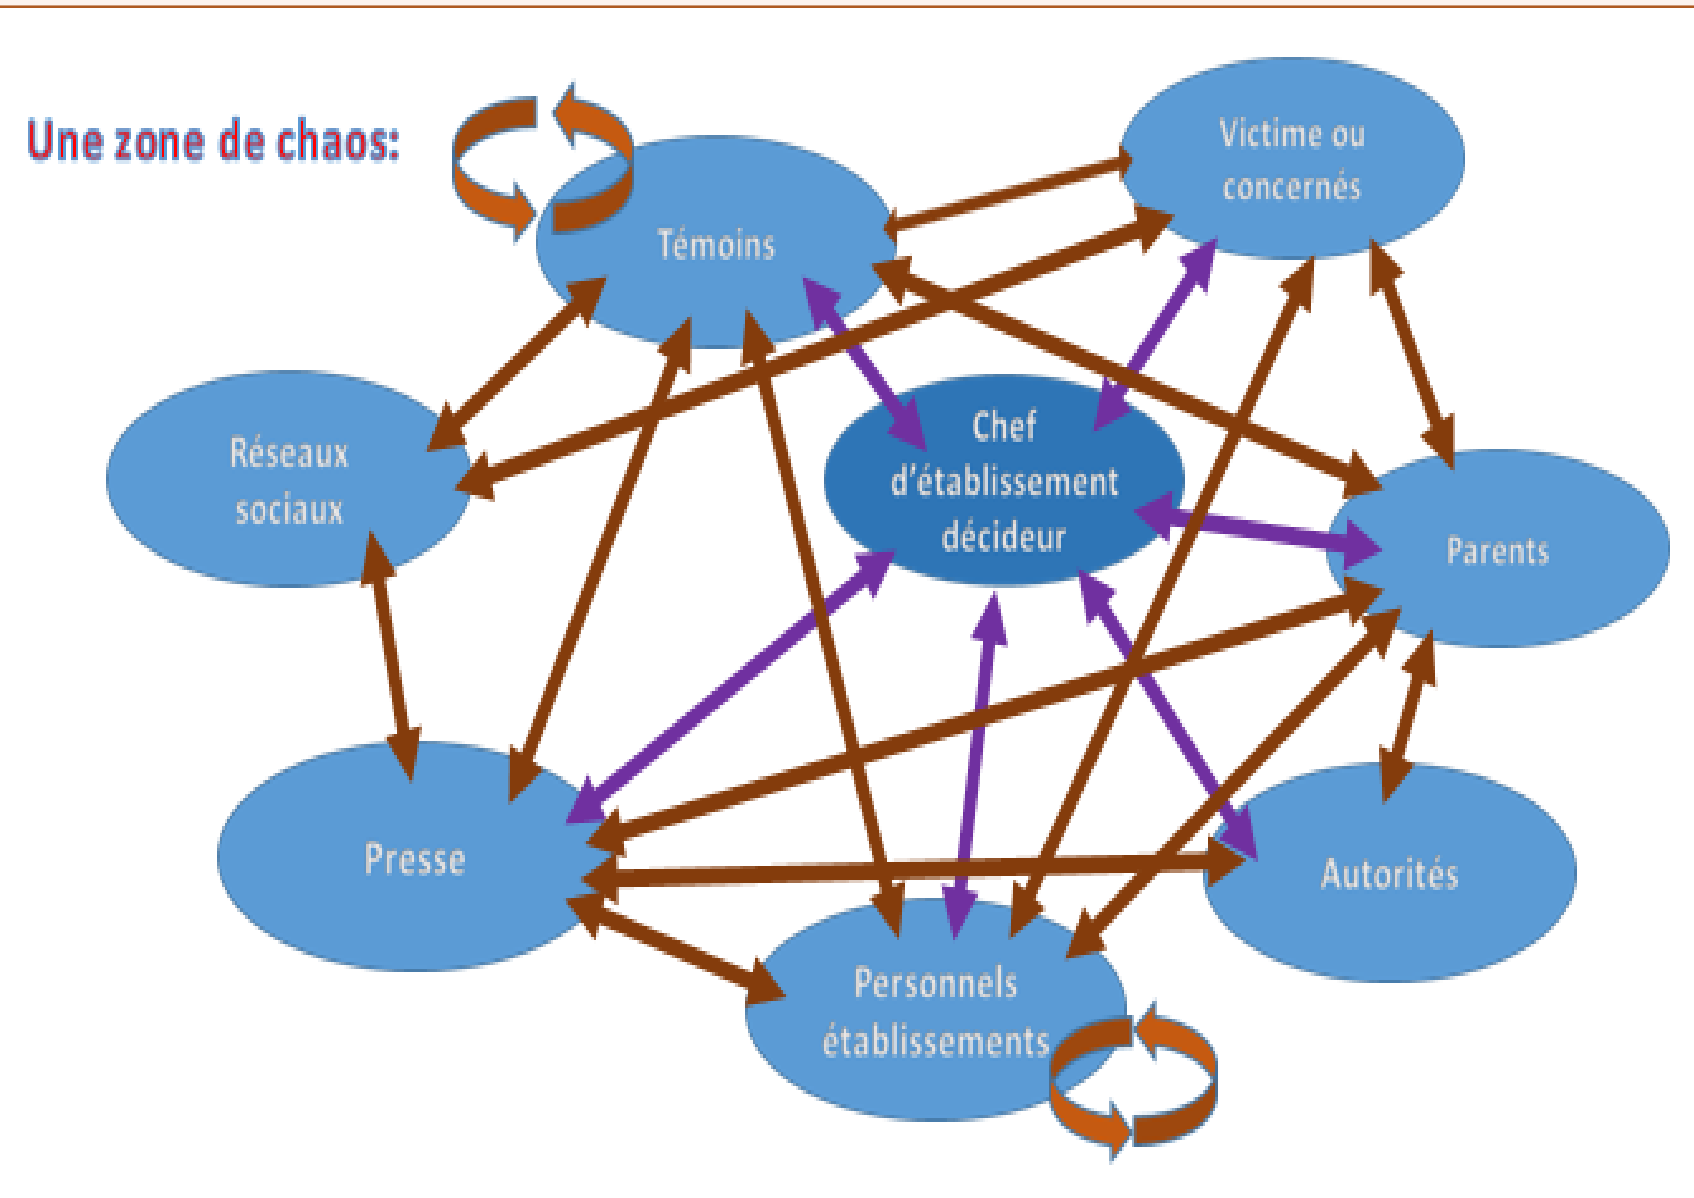 Une zone de chaos:
Victime ou
concernés
Témoins
Chef
d'établissement
décideur
Réseaux
sociaux
Parents
Presse
Autorités
Personnels
établissements